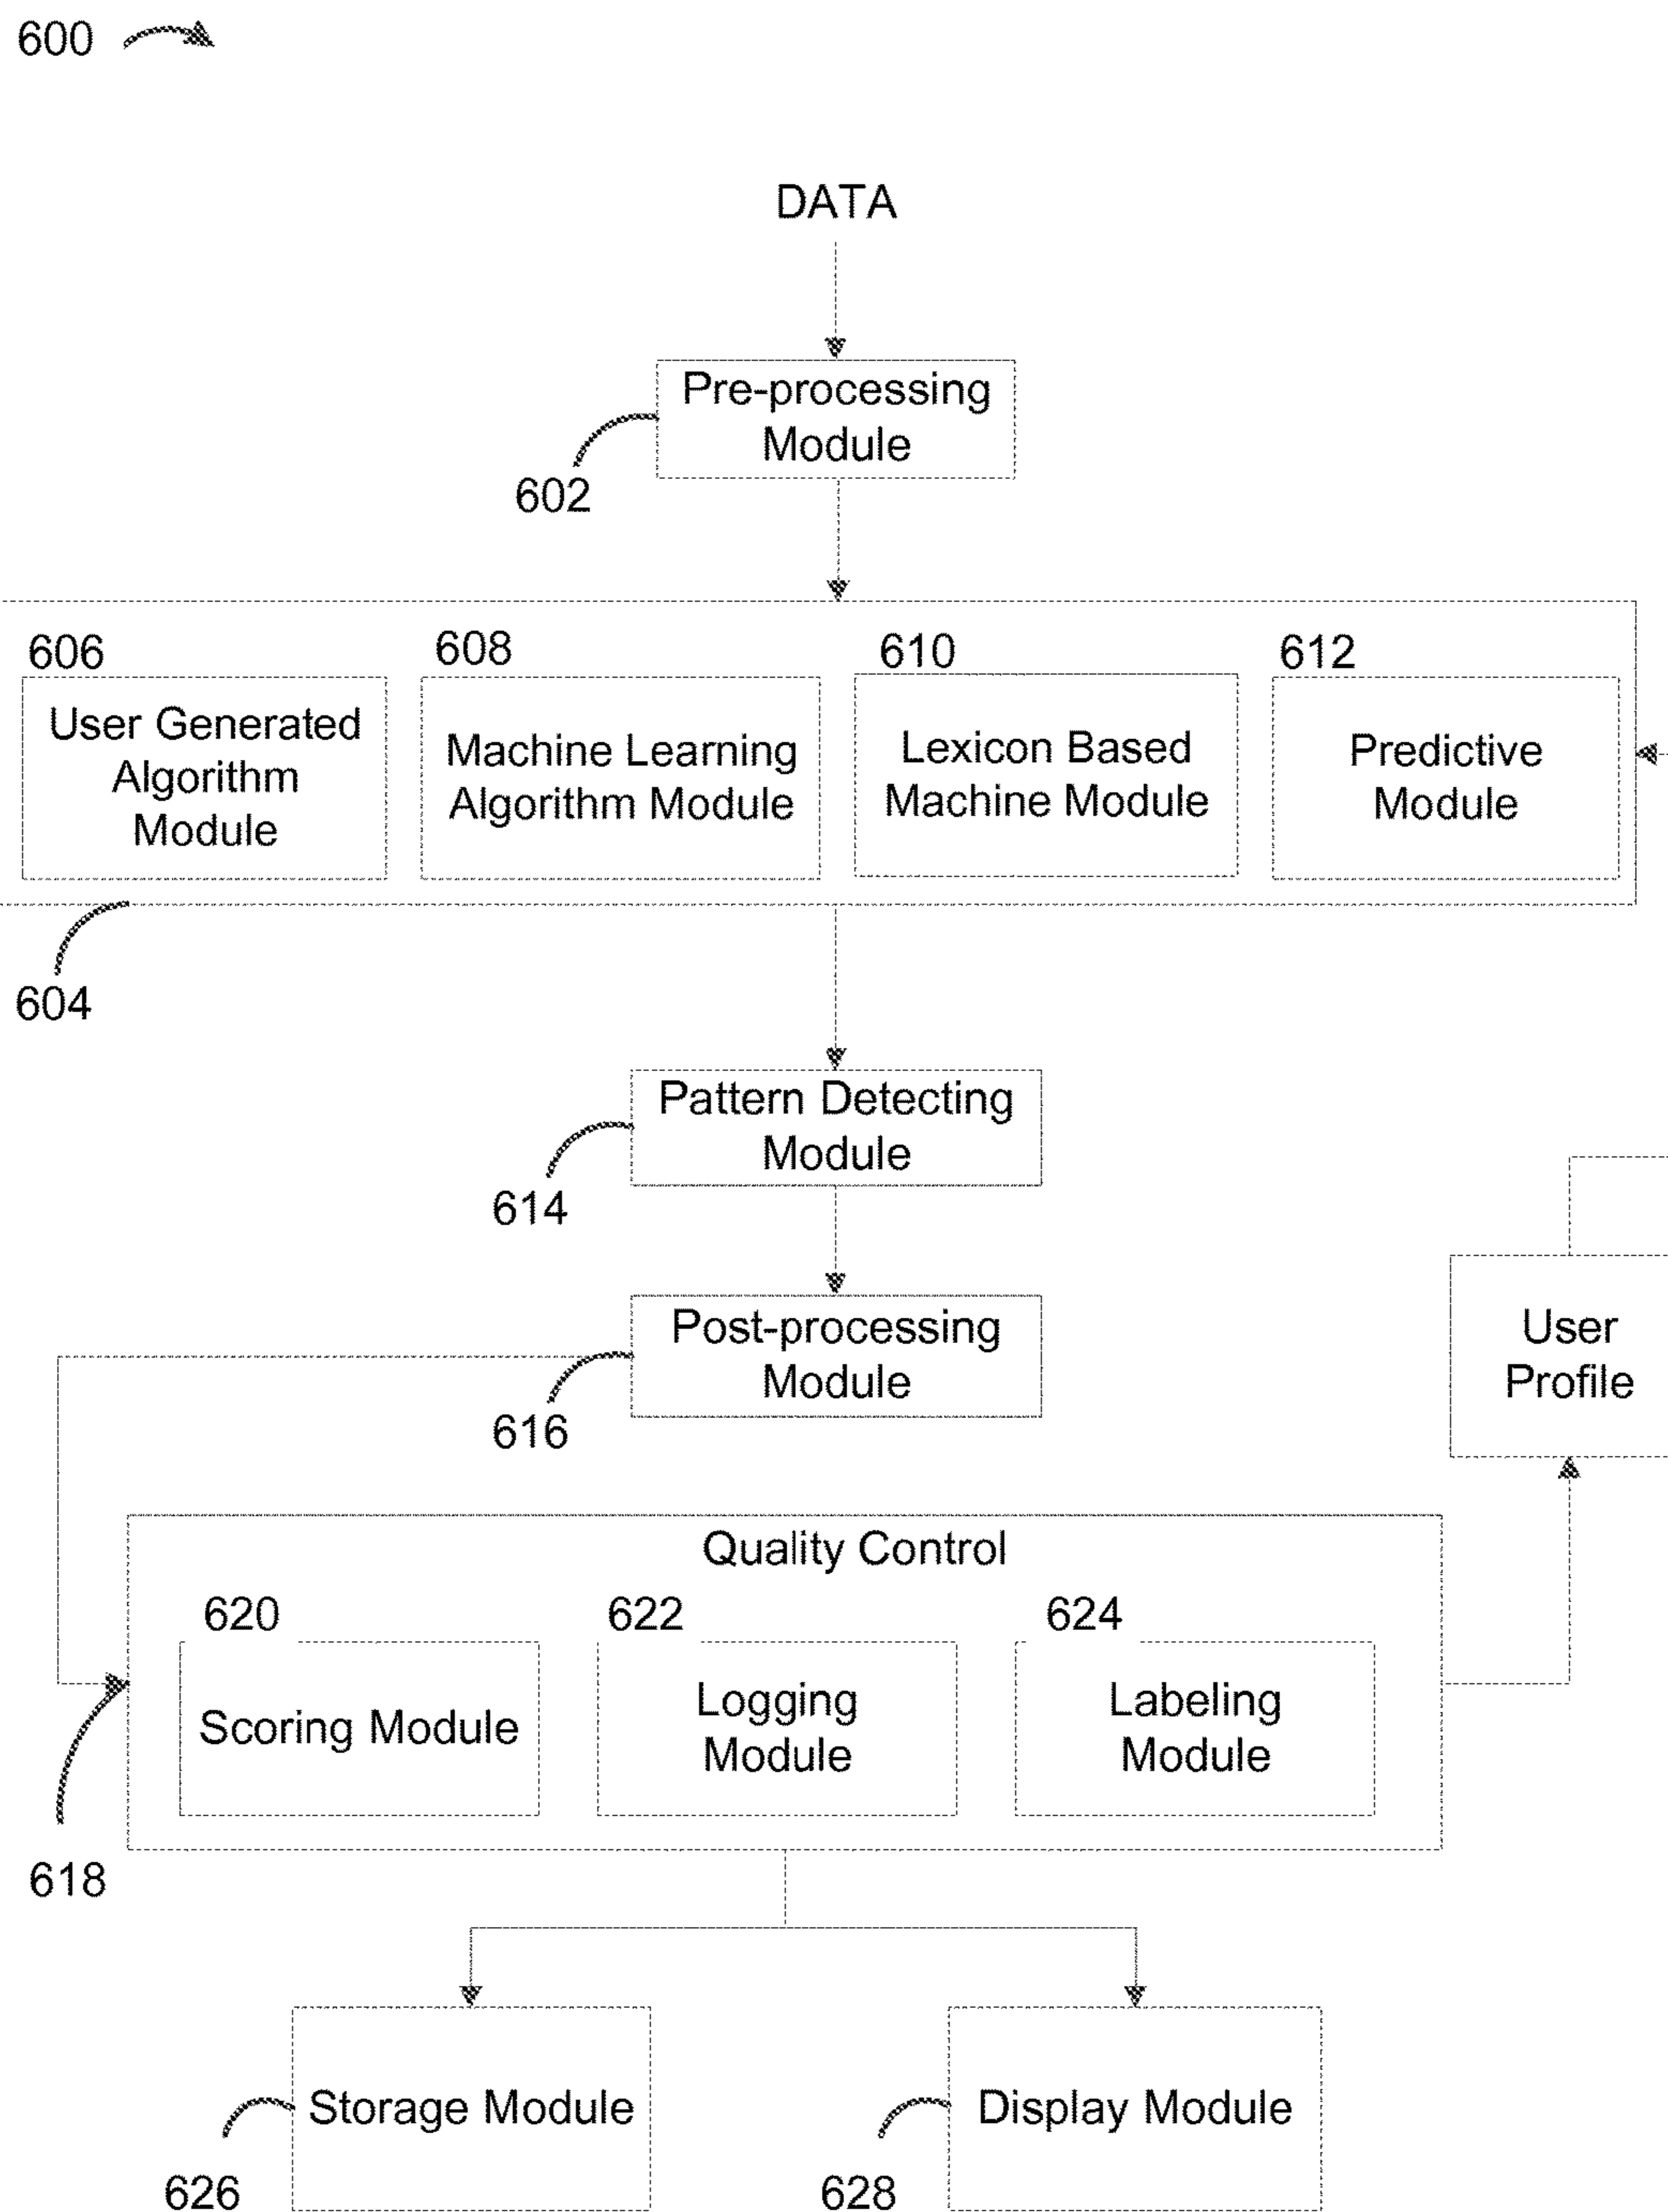 600
DATA
Pre-processing
Module
602
606
User Generated
Algorithm
Module
608
Machine Learning
Algorithm Module
610
Lexicon Based
Machine Module
612
Predictive
Module
604
Pattern Detecting
Module
614
Post-processing
Module
616
User
Profile
Quality Control
620
Scoring Module
622
Logging
Module
624
Labeling
Module
618
Storage Module
626
Display Module
628